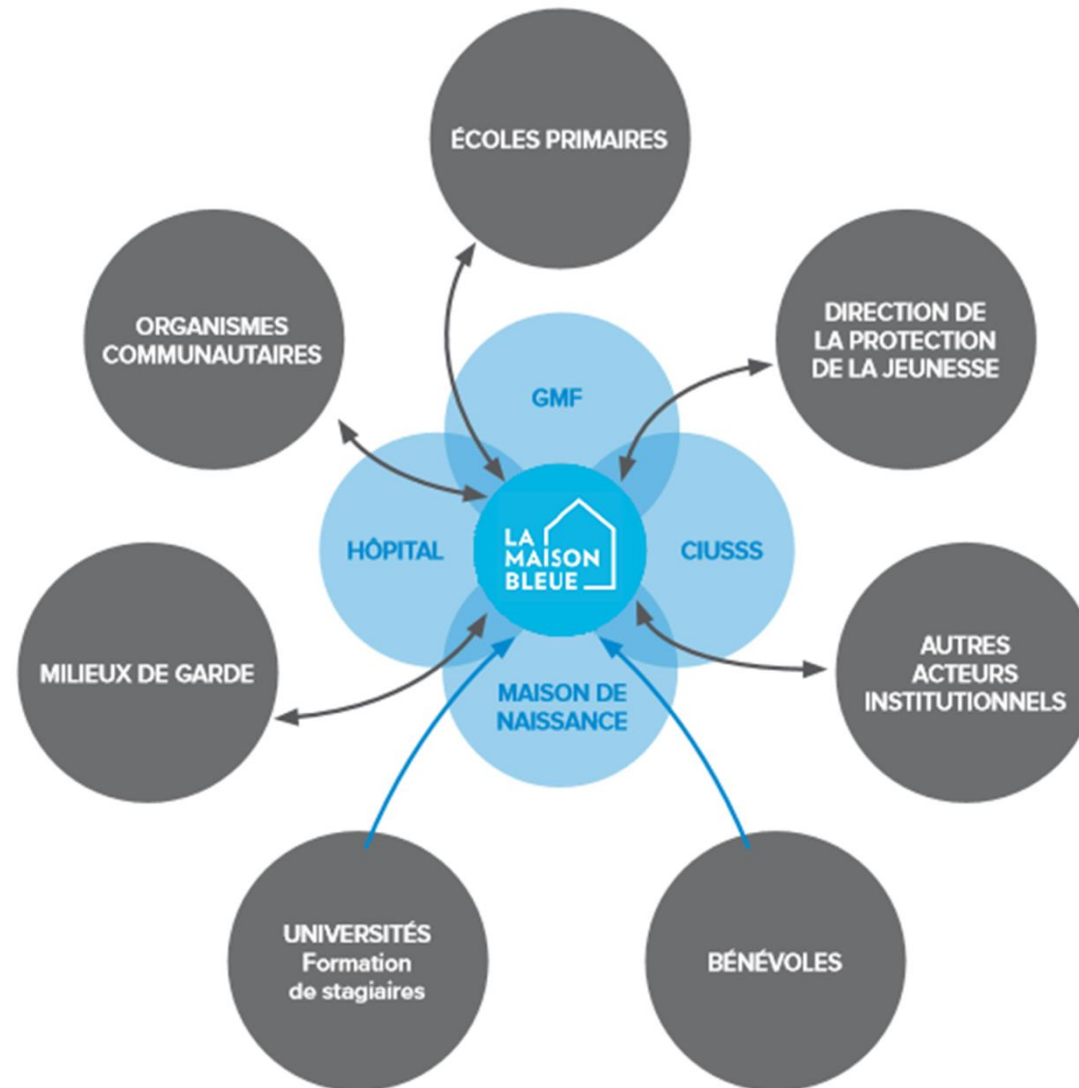 ÉCOLES PRIMAIRES
ORGANISMES
COMMUNAUTAIRES
DIRECTION DE
LA PROTECTION
DE LA JEUNESSE
GMF
HÔPITAL
LA
MAISON
BLEUE
CIUSSS
MILIEUX DE GARDE
AUTRES
ACTEURS
INSTITUTIONNELS
MAISON DE
NAISSANCE
UNIVERSITÉS
Formation
de stagiaires
BÉNÉVOLES